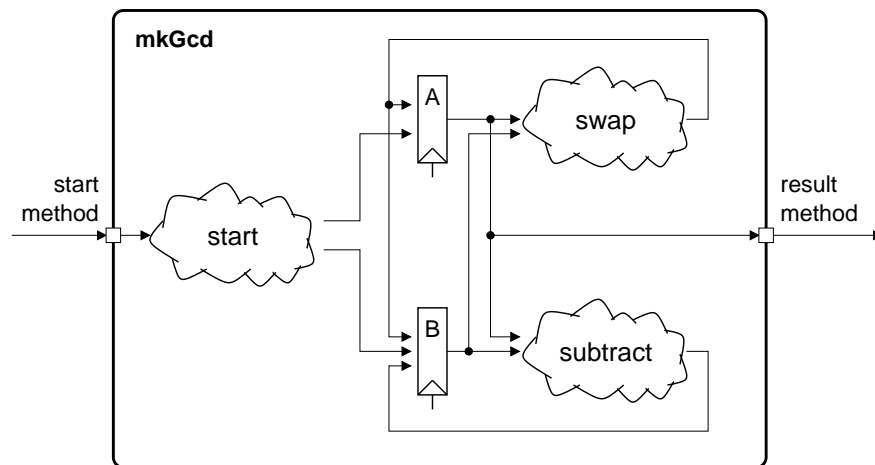 mkGcd
A
swap
start
method
start
result
method
B
subtract